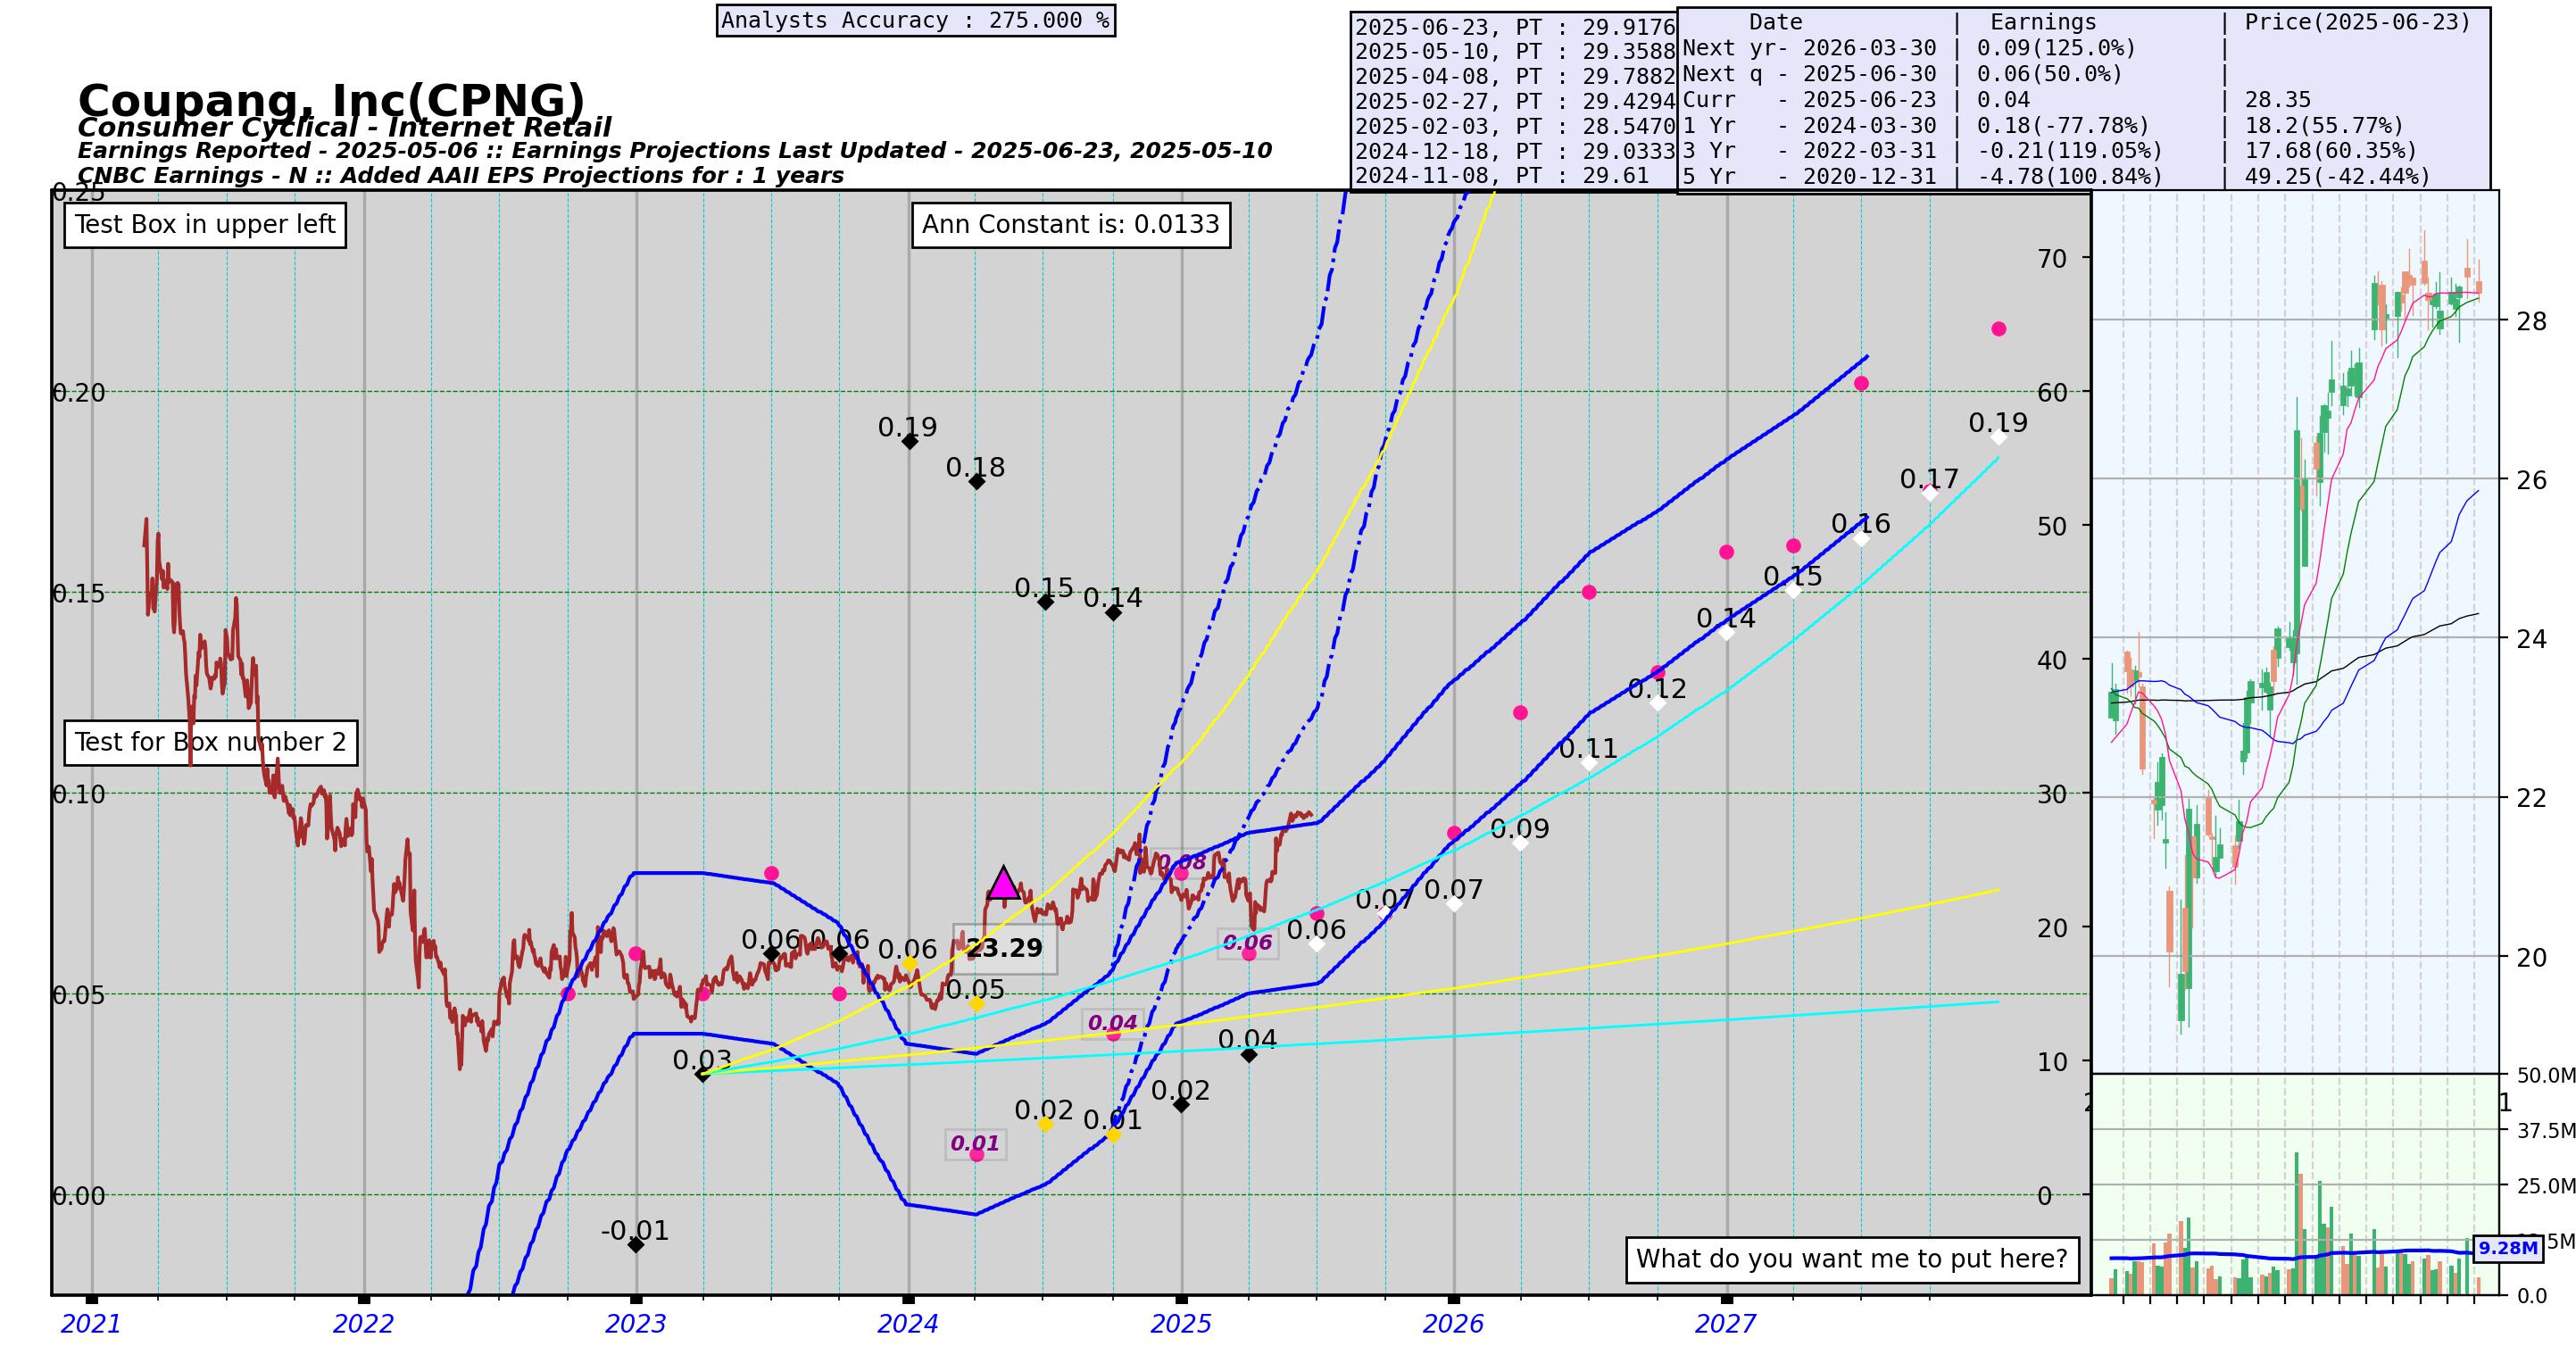 Analysts Accuracy : 275.000 %
2025-06-23, PT : 29.9176
2025-05-10, PT : 29.3588
2025-04-08, PT : 29.7882
2025-02-27, PT : 29.4294
2025-02-03, PT : 28.5470
2024-12-18, PT : 29.0333
2024-11-08, PT : 29.61
Date | Earnings | Price(2025-06-23)
Next yr- 2026-03-30 | 0.09(125.0%) |
Next q - 2025-06-30 | 0.06(50.0%) |
Curr - 2025-06-23 | 0.04 | 28.35
1 Yr - 2024-03-30 | 0.18(-77.78%) | 18.2(55.77%)
3 Yr - 2022-03-31 | -0.21(119.05%) | 17.68(60.35%)
5 Yr - 2020-12-31 | -4.78(100.84%) | 49.25(-42.44%)
Coupang, Inc(CPNG)
Consumer Cyclical - Internet Retail
Earnings Reported - 2025-05-06 :: Earnings Projections Last Updated - 2025-06-23, 2025-05-10
CNBC Earnings - N :: Added AAII EPS Projections for : 1 years
0.25
Test Box in upper left
Ann Constant is: 0.0133
70
28
0.20
60
0.19
0.19
0.18
0.17
26
50
0.16
0.15
0.15
0.14
0.15
0.14
24
40
0.12
0.11
Test for Box number 2
0.10
30
22
0.09
0.08
0.07
0.07
0.06
0.06
0.06
23.29
0.06
0.06
20
20
0.05
0.05
0.04
0.04
0.03
10
50.0M
0.02
0.02
0.01
0.01
37.5M
0.00
0
25.0M
-0.01
What do you want me to put here?
9.28M
0.0
2021
2022
2023
2024
2025
2026
2027